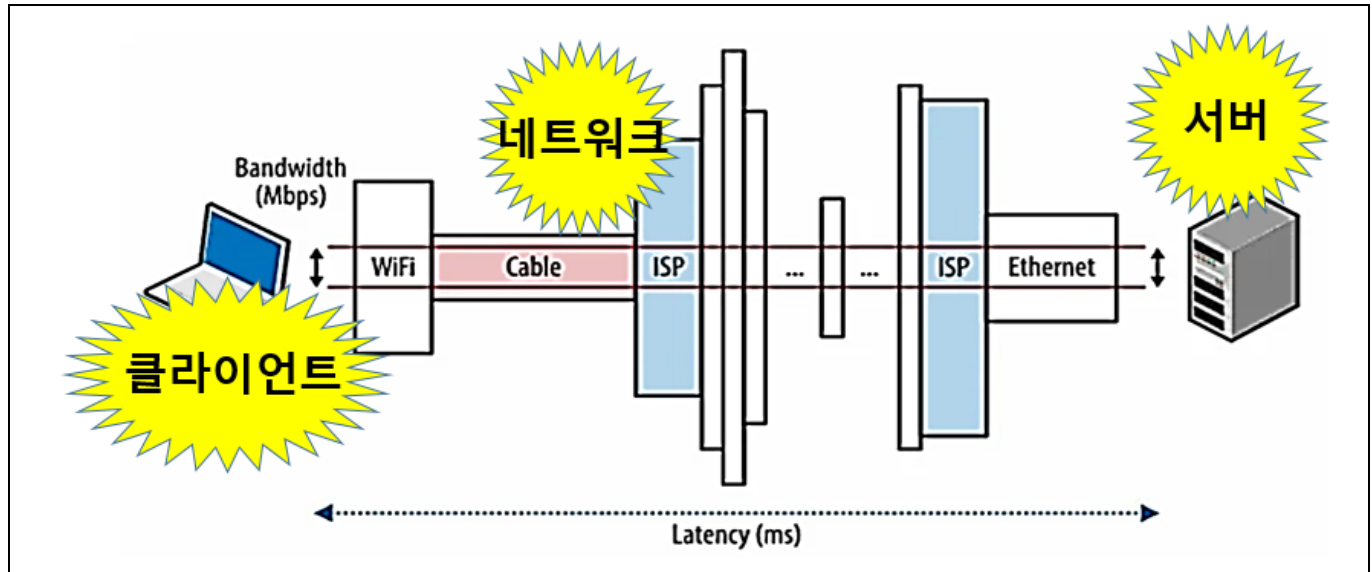 네트워크
서버
Bandwidth
(Mbps)
WiFi
Cable
ISP
...
...
ISP
Ethernet
클라이언트
Latency (ms)